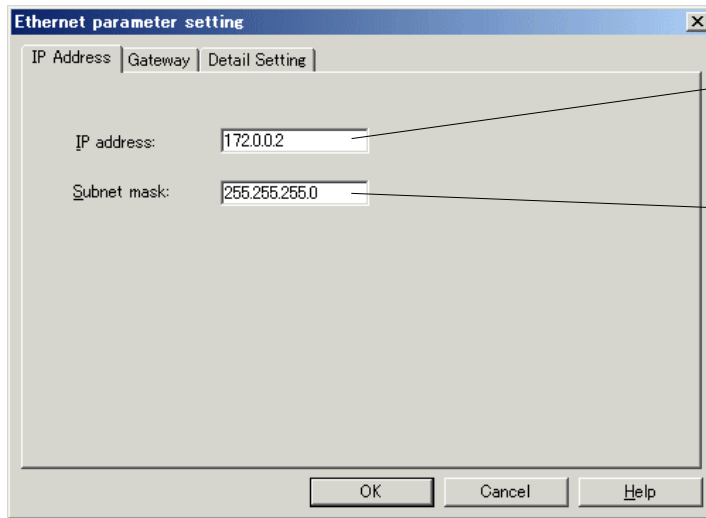 Ethernet parameter setting
IP Address Gateway Detail Setting
IP address: 172.0.0.2
Subnet mask: 255.255.255.0
OK Cancel Help